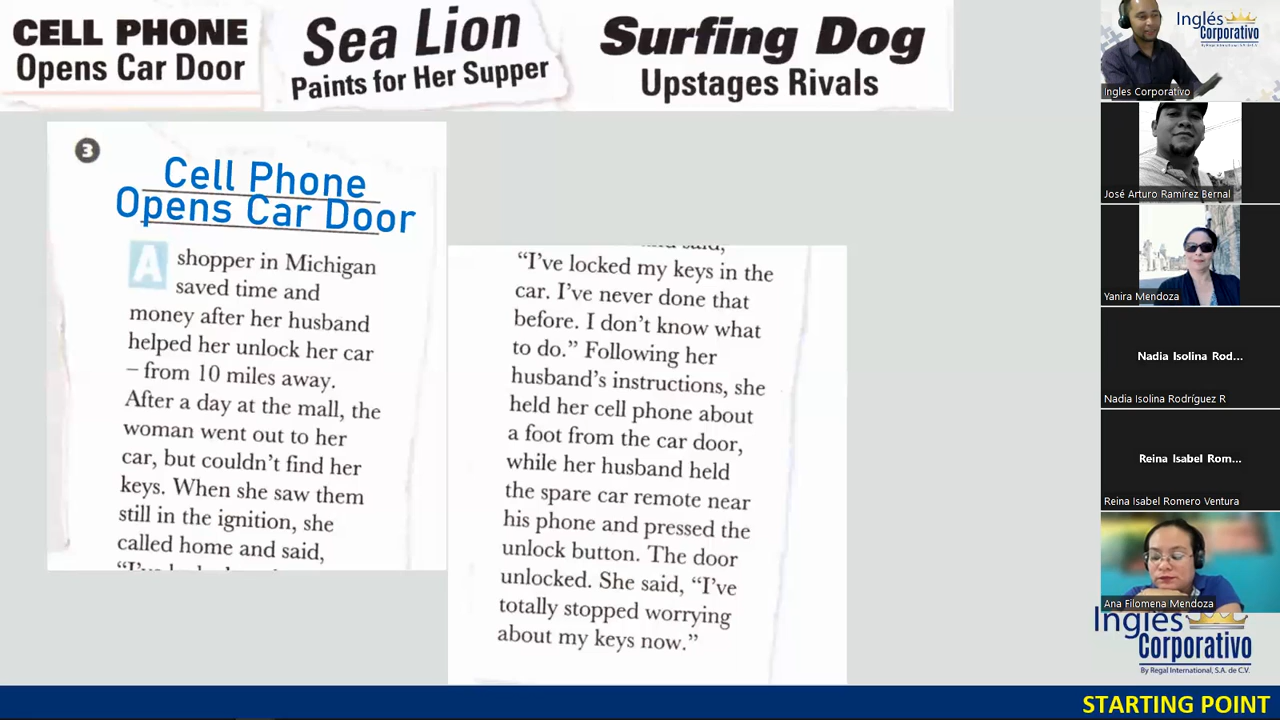 CELL PHONE
Opens Car Door
Sea Lion
Paints for Her Supper
Surfing Dog
Upstages Rivals
3
Cell Phone
Opens Car Door
A shopper in Michigan
saved time and
money after her husband
helped her unlock her car
– from 10 miles away.
After a day at the mall, the
woman went out to her
car, but couldn't find her
keys. When she saw them
still in the ignition, she
called home and said,
"I've locked my keys in the
car. I've never done that
before. I don't know what
to do." Following her
husband's instructions, she
held her cell phone about
a foot from the car door,
while her husband held
the spare car remote near
his phone and pressed the
unlock button. The door
unlocked. She said, "I've
totally stopped worrying
about my keys now."
Inglés
Corporativo
By Regal International, S.A. de C.V.
Ingles Corporativo
José Arturo Ramírez Bernal
Yanira Mendoza
Nadia Isolina Rod...
Nadia Isolina Rodríguez R
Reina Isabel Rom...
Reina Isabel Romero Ventura
Ana Filomena Mendoza
Inglés
Corporativo
By Regal International, S.A. de C.V.
STARTING POINT